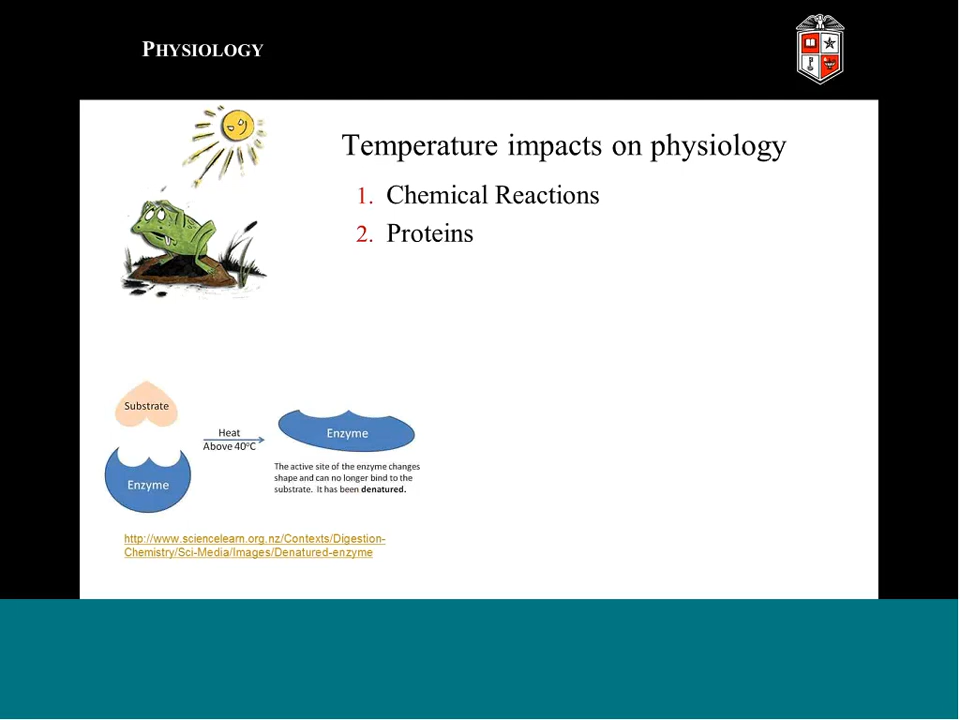 PHYSIOLOGY
Temperature impacts on physiology
1. Chemical Reactions
2. Proteins
Substrate
Enzyme
Heat
Above 40°C
Enzyme
The active site of the enzyme changes
shape and can no longer bind to the
substrate. It has been denatured.
http://www.sciencelearn.org.nz/Contexts/Digestion-
Chemistry/Sci-Media/Images/Denatured-enzyme